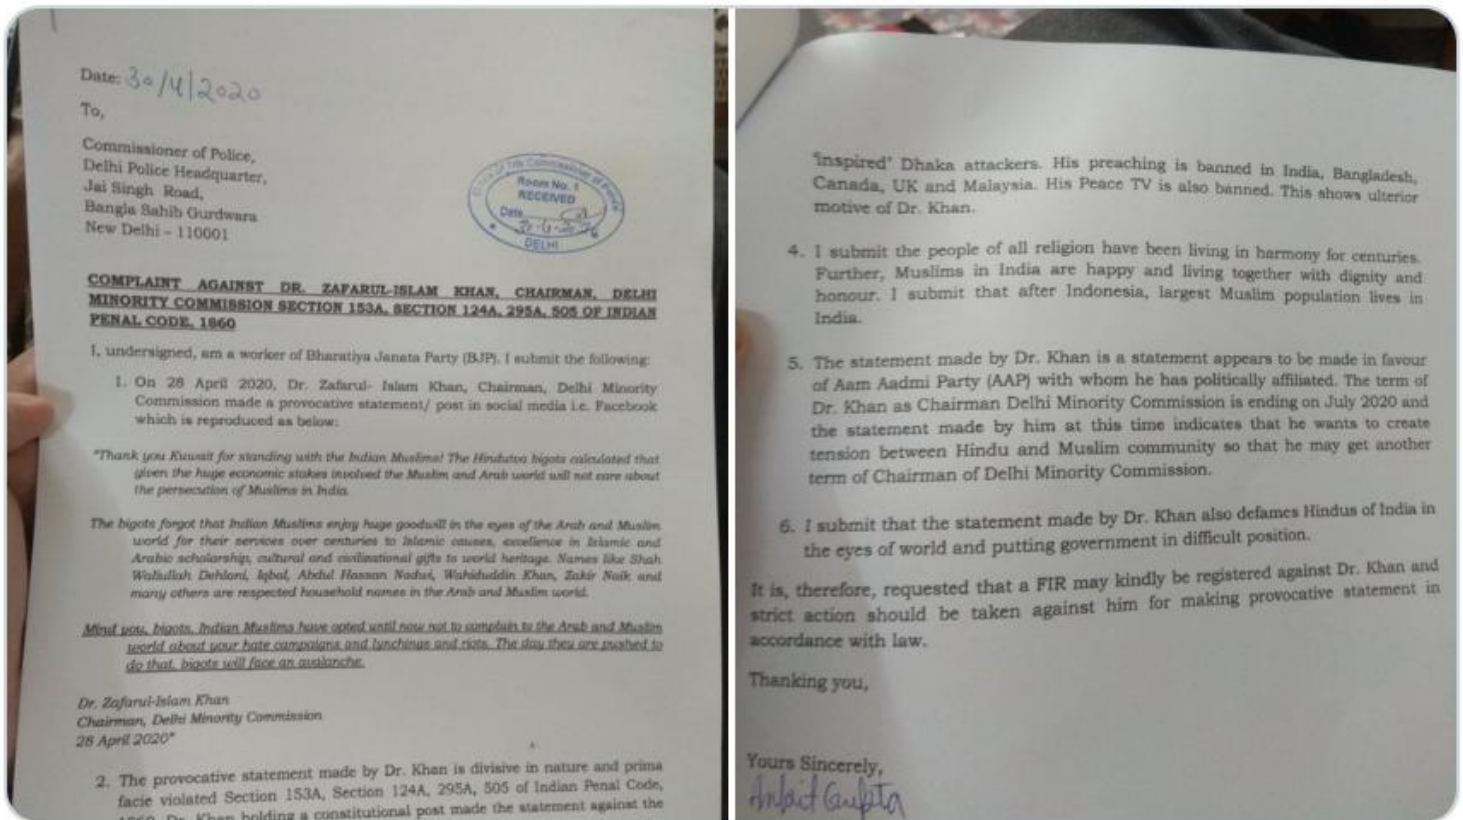 Date: 30/4/2020
To,
Commissioner of Police,
Delhi Police Headquarter,
Jai Singh Road,
Bangla Sahib Gurdwara
New Delhi – 110001
Commissioner of Police
Room No. 1
RECEIVED
Date
DELHI
COMPLAINT AGAINST DR. ZAFARUL-ISLAM KHAN, CHAIRMAN, DELHI
MINORITY COMMISSION SECTION 153A, SECTION 124A, 295A, 505 OF INDIAN
PENAL CODE, 1860
I, undersigned, am a worker of Bharatiya Janata Party (BJP). I submit the following:
1. On 28 April 2020, Dr. Zafarul- Islam Khan, Chairman, Delhi Minority
Commission made a provocative statement/ post in social media i.e. Facebook
which is reproduced as below:
"Thank you Kuwait for standing with the Indian Muslims! The Hindutva bigots calculated that
given the huge economic stakes involved the Muslim and Arab world will not care about
the persecution of Muslims in India.
The bigots forgot that Indian Muslims enjoy huge goodwill in the eyes of the Arab and Muslim
world for their services over centuries to Islamic causes, excellence in Islamic and
Arabic scholarship, cultural and civilizational gifts to world heritage. Names like Shah
Waliullah Dehlavi, Iqbal, Abul Hassan Nadwi, Wahiduddin Khan, Zakir Naik and
many others are respected household names in the Arab and Muslim world.
Mind you, bigots, Indian Muslims have opted until now not to complain to the Arab and Muslim
world about your hate campaigns and lynchings and riots. The day they are pushed to
do that, bigots will face an avalanche.
Dr. Zafarul-Islam Khan
Chairman, Delhi Minority Commission
28 April 2020"
2. The provocative statement made by Dr. Khan is divisive in nature and prima
facie violated Section 153A, Section 124A, 295A, 505 of Indian Penal Code,
1860. Dr. Khan holding a constitutional post made the statement against the
'inspired' Dhaka attackers. His preaching is banned in India, Bangladesh,
Canada, UK and Malaysia. His Peace TV is also banned. This shows ulterior
motive of Dr. Khan.
4. I submit the people of all religion have been living in harmony for centuries.
Further, Muslims in India are happy and living together with dignity and
honour. I submit that after Indonesia, largest Muslim population lives in
India.
5. The statement made by Dr. Khan is a statement appears to be made in favour
of Aam Aadmi Party (AAP) with whom he has politically affiliated. The term of
Dr. Khan as Chairman Delhi Minority Commission is ending on July 2020 and
the statement made by him at this time indicates that he wants to create
tension between Hindu and Muslim community so that he may get another
term of Chairman of Delhi Minority Commission.
6. I submit that the statement made by Dr. Khan also defames Hindus of India in
the eyes of world and putting government in difficult position.
It is, therefore, requested that a FIR may kindly be registered against Dr. Khan and
strict action should be taken against him for making provocative statement in
accordance with law.
Thanking you,
Yours Sincerely,
Ankit Gupta